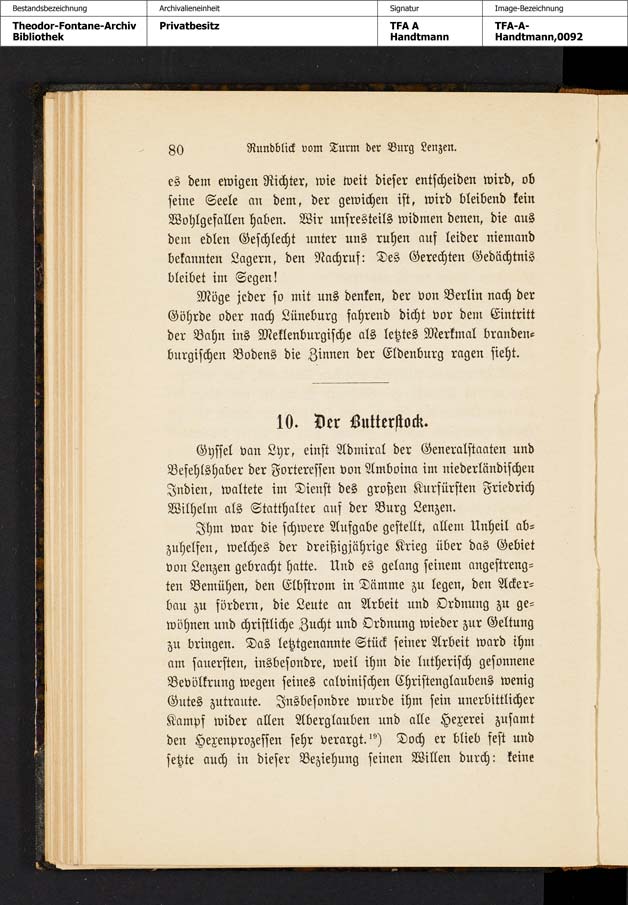 Bestandsbezeichnung Archivalieneinheit Signatur Image-Bezeichnung
Theodor-Fontane-Archiv Privatbesitz TFA A TFA-A-
Bibliothek Handtmann Handtmann,0092
80 Rundblick vom Turm der Burg Lenzen.
es dem ewigen Richter, wie weit dieser entscheiden wird, ob
seine Seele an dem, der gewichen ist, wird bleibend kein
Wohlgefallen haben. Wir unsresteils widmen denen, die aus
dem edlen Geschlecht unter uns ruhen auf leider niemand
bekannten Lagern, den Nachruf: Des Gerechten Gedächtnis
bleibet im Segen!
Möge jeder so mit uns denken, der von Berlin nach der
Göhrde oder nach Lüneburg fahrend dicht vor dem Eintritt
der Bahn ins Meklenburgische als letztes Merkmal branden-
burgischen Bodens die Zinnen der Eldenburg ragen sieht.
10. Der Butterstock.
Gyssel van Lyr, einst Admiral der Generalstaaten und
Befehlshaber der Forteressen von Amboina im niederländischen
Indien, waltete im Dienst des großen Kurfürsten Friedrich
Wilhelm als Statthalter auf der Burg Lenzen.
Ihm war die schwere Aufgabe gestellt, allem Unheil ab-
zuhelfen, welches der dreißigjährige Krieg über das Gebiet
von Lenzen gebracht hatte. Und es gelang seinem angestreng-
ten Bemühen, den Elbstrom in Dämme zu legen, den Acker-
bau zu fördern, die Leute an Arbeit und Ordnung zu ge-
wöhnen und christliche Zucht und Ordnung wieder zur Geltung
zu bringen. Das letztgenannte Stück seiner Arbeit ward ihm
am sauersten, insbesondre, weil ihm die lutherisch gesonnene
Bevölkrung wegen seines calvinischen Christenglaubens wenig
Gutes zutraute. Insbesondre wurde ihm sein unerbittlicher
Kampf wider allen Aberglauben und alle Hexerei zusamt
den Hexenprozessen sehr verargt.¹⁹) Doch er blieb fest und
setzte auch in dieser Beziehung seinen Willen durch: keine